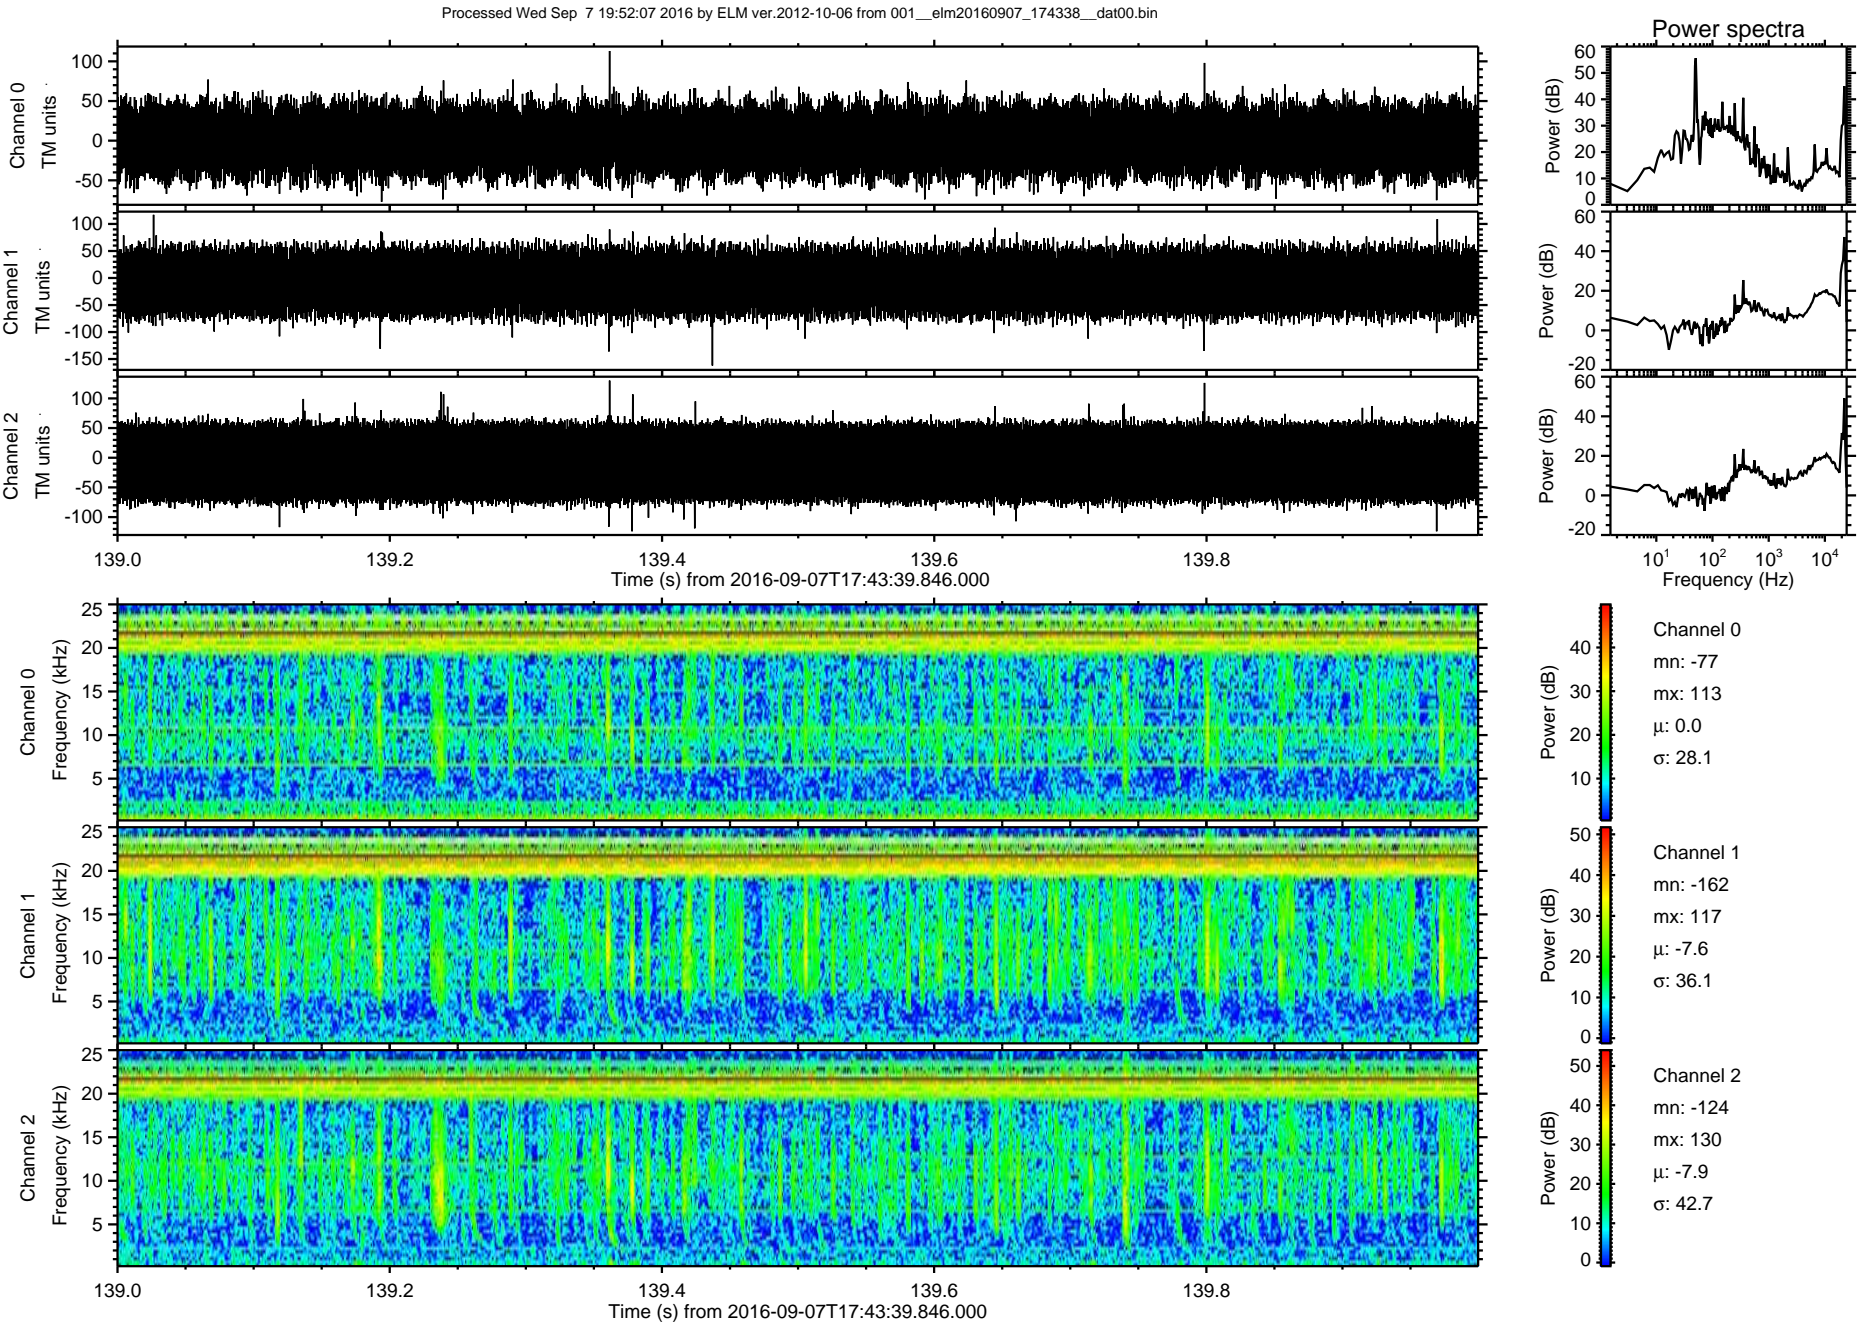 Processed Wed Sep 7 19:52:07 2016 by ELM ver.2012-10-06 from 001__elm20160907_174338__dat00.bin
Power spectra
Channel 0
TM units
100
50
0
-50
Power (dB)
60
50
40
30
20
10
0
Channel 1
TM units
100
50
0
-50
-100
-150
Power (dB)
60
40
20
0
-20
Channel 2
TM units
100
50
0
-50
-100
Power (dB)
60
40
20
0
-20
139.0 139.2 139.4 139.6 139.8
Time (s) from 2016-09-07T17:43:39.846.000
10^1 10^2 10^3 10^4
Frequency (Hz)
Channel 0
Frequency (kHz)
25
20
15
10
5
Power (dB)
40
30
20
10
Channel 0
mn: -77
mx: 113
μ: 0.0
σ: 28.1
Channel 1
Frequency (kHz)
25
20
15
10
5
Power (dB)
50
40
30
20
10
0
Channel 1
mn: -162
mx: 117
μ: -7.6
σ: 36.1
Channel 2
Frequency (kHz)
25
20
15
10
5
Power (dB)
50
40
30
20
10
0
Channel 2
mn: -124
mx: 130
μ: -7.9
σ: 42.7
139.0 139.2 139.4 139.6 139.8
Time (s) from 2016-09-07T17:43:39.846.000